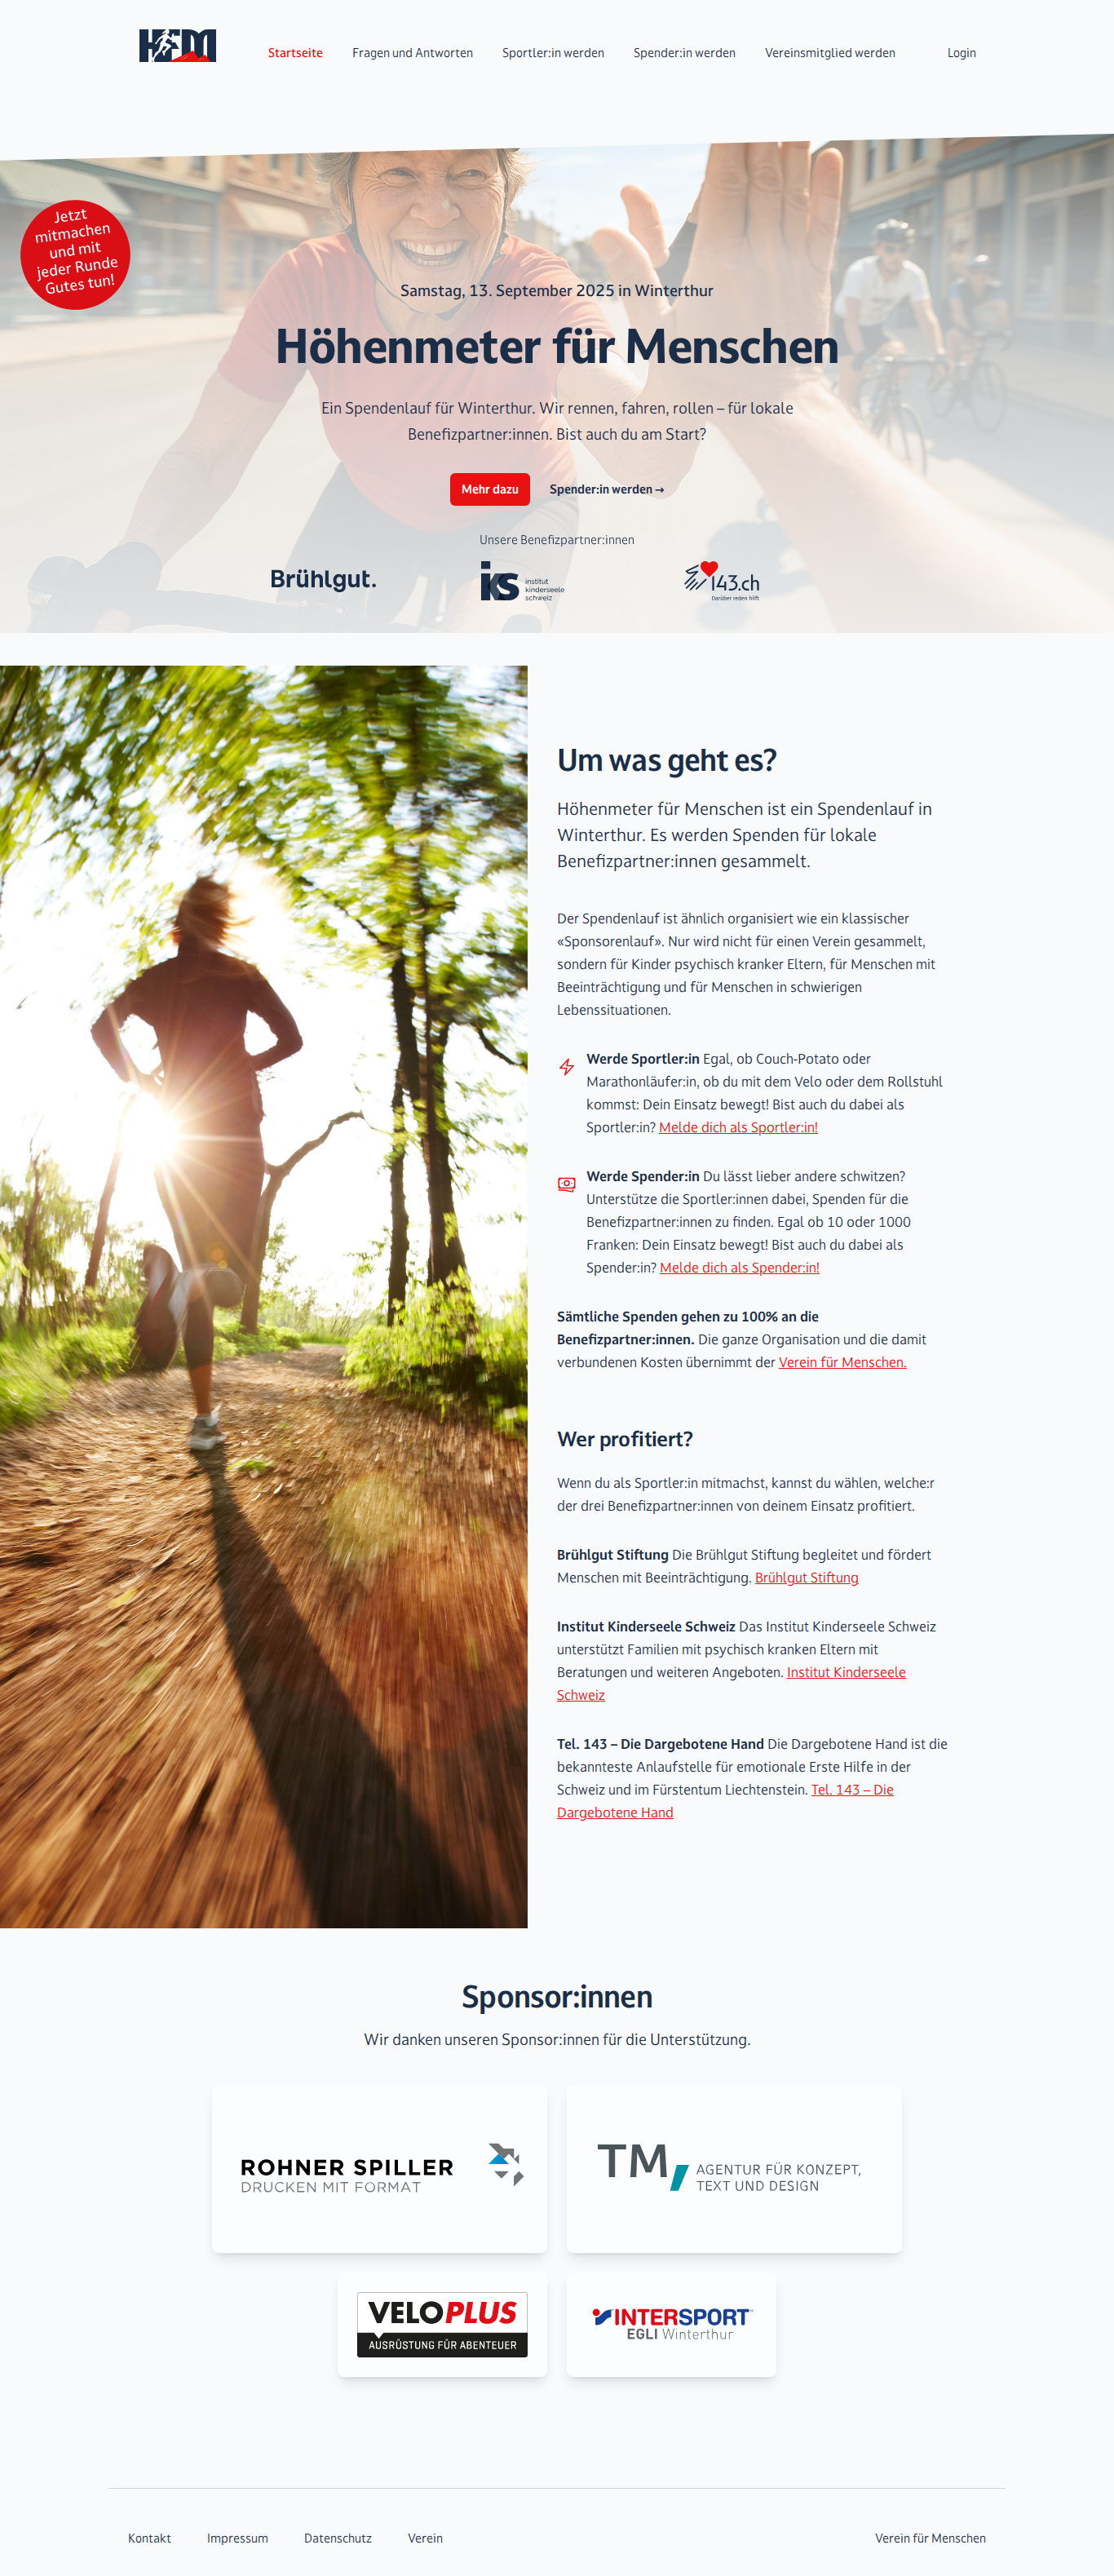 HFM
Startseite
Fragen und Antworten
Sportler:in werden
Spender:in werden
Vereinsmitglied werden
Login
Jetzt
mitmachen
und mit
jeder Runde
Gutes tun!
Samstag, 13. September 2025 in Winterthur
Höhenmeter für Menschen
Ein Spendenlauf für Winterthur. Wir rennen, fahren, rollen – für lokale
Benefizpartner:innen. Bist auch du am Start?
Mehr dazu
Spender:in werden →
Unsere Benefizpartner:innen
Brühlgut.
iks institut
kinderseele
schweiz
143.ch
Darüber reden hilft
Um was geht es?
Höhenmeter für Menschen ist ein Spendenlauf in
Winterthur. Es werden Spenden für lokale
Benefizpartner:innen gesammelt.
Der Spendenlauf ist ähnlich organisiert wie ein klassischer
«Sponsorenlauf». Nur wird nicht für einen Verein gesammelt,
sondern für Kinder psychisch kranker Eltern, für Menschen mit
Beeinträchtigung und für Menschen in schwierigen
Lebenssituationen.
Werde Sportler:in Egal, ob Couch-Potato oder
Marathonläufer:in, ob du mit dem Velo oder dem Rollstuhl
kommst: Dein Einsatz bewegt! Bist auch du dabei als
Sportler:in? Melde dich als Sportler:in!
Werde Spender:in Du lässt lieber andere schwitzen?
Unterstütze die Sportler:innen dabei, Spenden für die
Benefizpartner:innen zu finden. Egal ob 10 oder 1000
Franken: Dein Einsatz bewegt! Bist auch du dabei als
Spender:in? Melde dich als Spender:in!
Sämtliche Spenden gehen zu 100% an die
Benefizpartner:innen. Die ganze Organisation und die damit
verbundenen Kosten übernimmt der Verein für Menschen.
Wer profitiert?
Wenn du als Sportler:in mitmachst, kannst du wählen, welche:r
der drei Benefizpartner:innen von deinem Einsatz profitiert.
Brühlgut Stiftung Die Brühlgut Stiftung begleitet und fördert
Menschen mit Beeinträchtigung. Brühlgut Stiftung
Institut Kinderseele Schweiz Das Institut Kinderseele Schweiz
unterstützt Familien mit psychisch kranken Eltern mit
Beratungen und weiteren Angeboten. Institut Kinderseele
Schweiz
Tel. 143 – Die Dargebotene Hand Die Dargebotene Hand ist die
bekannteste Anlaufstelle für emotionale Erste Hilfe in der
Schweiz und im Fürstentum Liechtenstein. Tel. 143 – Die
Dargebotene Hand
Sponsor:innen
Wir danken unseren Sponsor:innen für die Unterstützung.
ROHNER SPILLER
DRUCKEN MIT FORMAT
TM
AGENTUR FÜR KONZEPT,
TEXT UND DESIGN
VELOPLUS
AUSRÜSTUNG FÜR ABENTEUER
INTERSPORT
EGLI Winterthur
Kontakt
Impressum
Datenschutz
Verein
Verein für Menschen